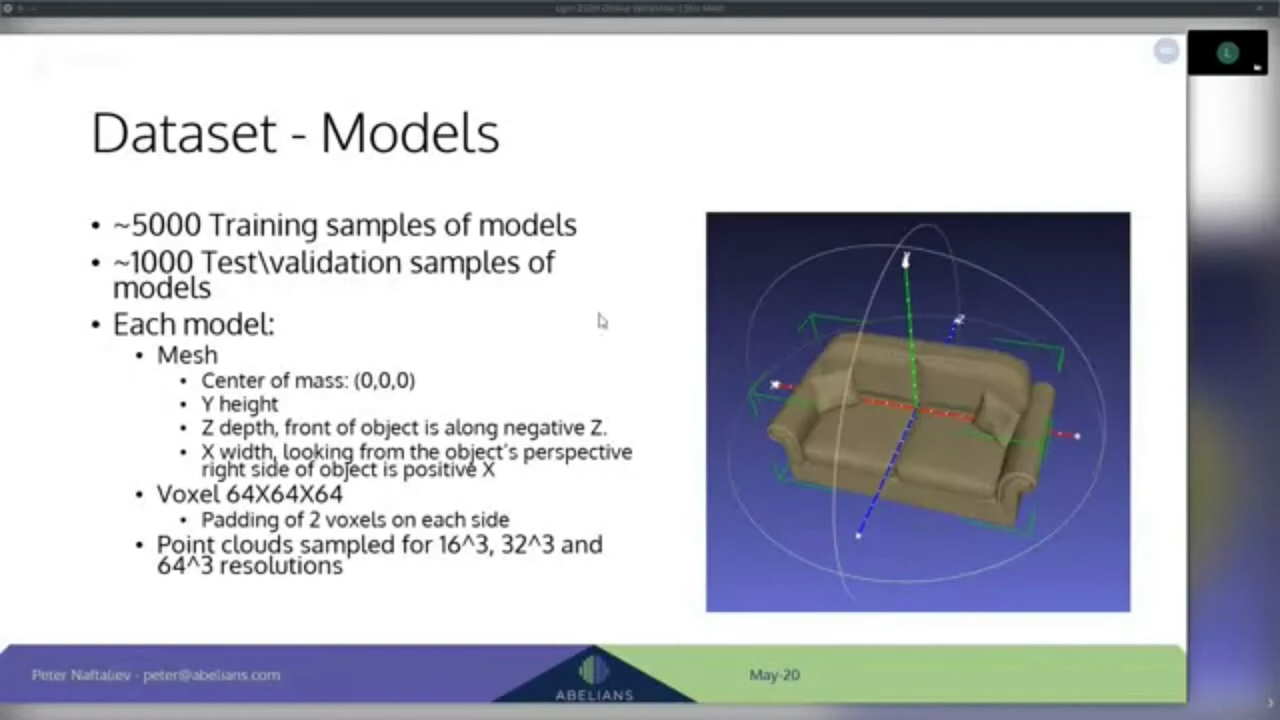 Dataset - Models
• ~5000 Training samples of models
• ~1000 Test\validation samples of
models
• Each model:
• Mesh
• Center of mass: (0,0,0)
• Y height
• Z depth, front of object is along negative Z.
• X width, looking from the object's perspective
right side of object is positive X
• Voxel 64X64X64
• Padding of 2 voxels on each side
• Point clouds sampled for 16^3, 32^3 and
64^3 resolutions
L
Peter Naftaliev - peter@abelians.com
ABELIANS
May-20